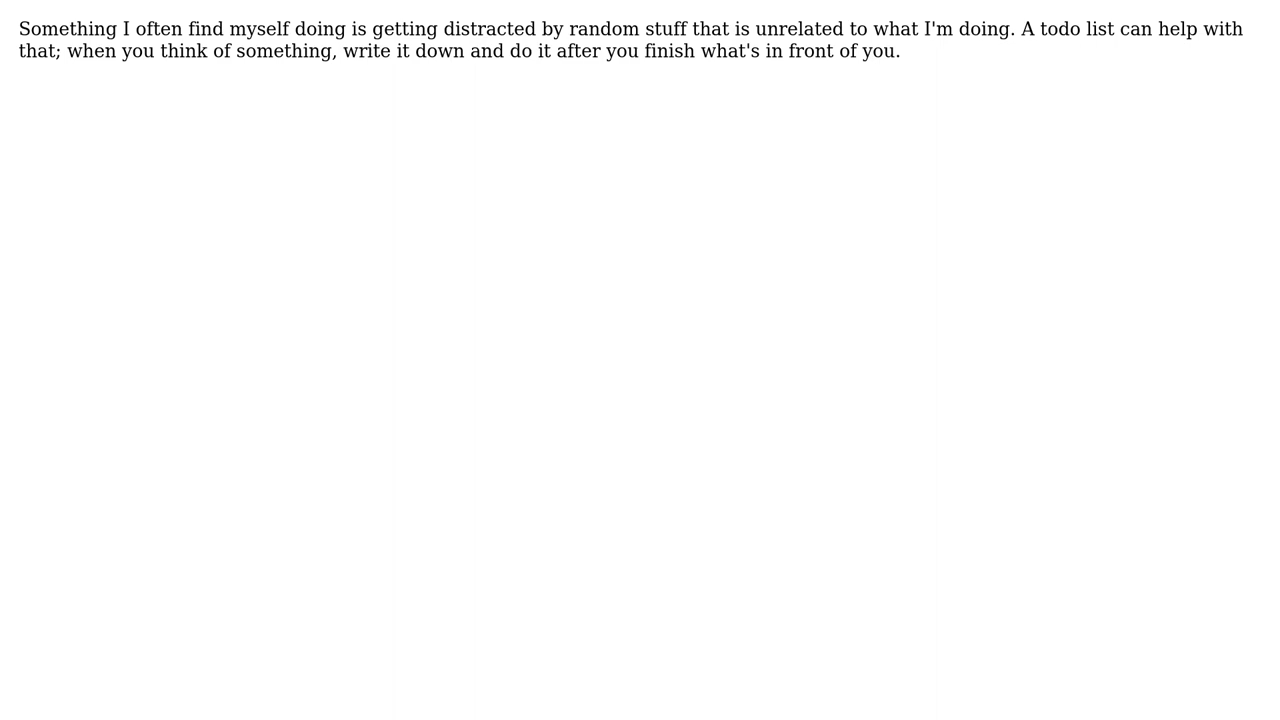 Something I often find myself doing is getting distracted by random stuff that is unrelated to what I'm doing. A todo list can help with
that; when you think of something, write it down and do it after you finish what's in front of you.